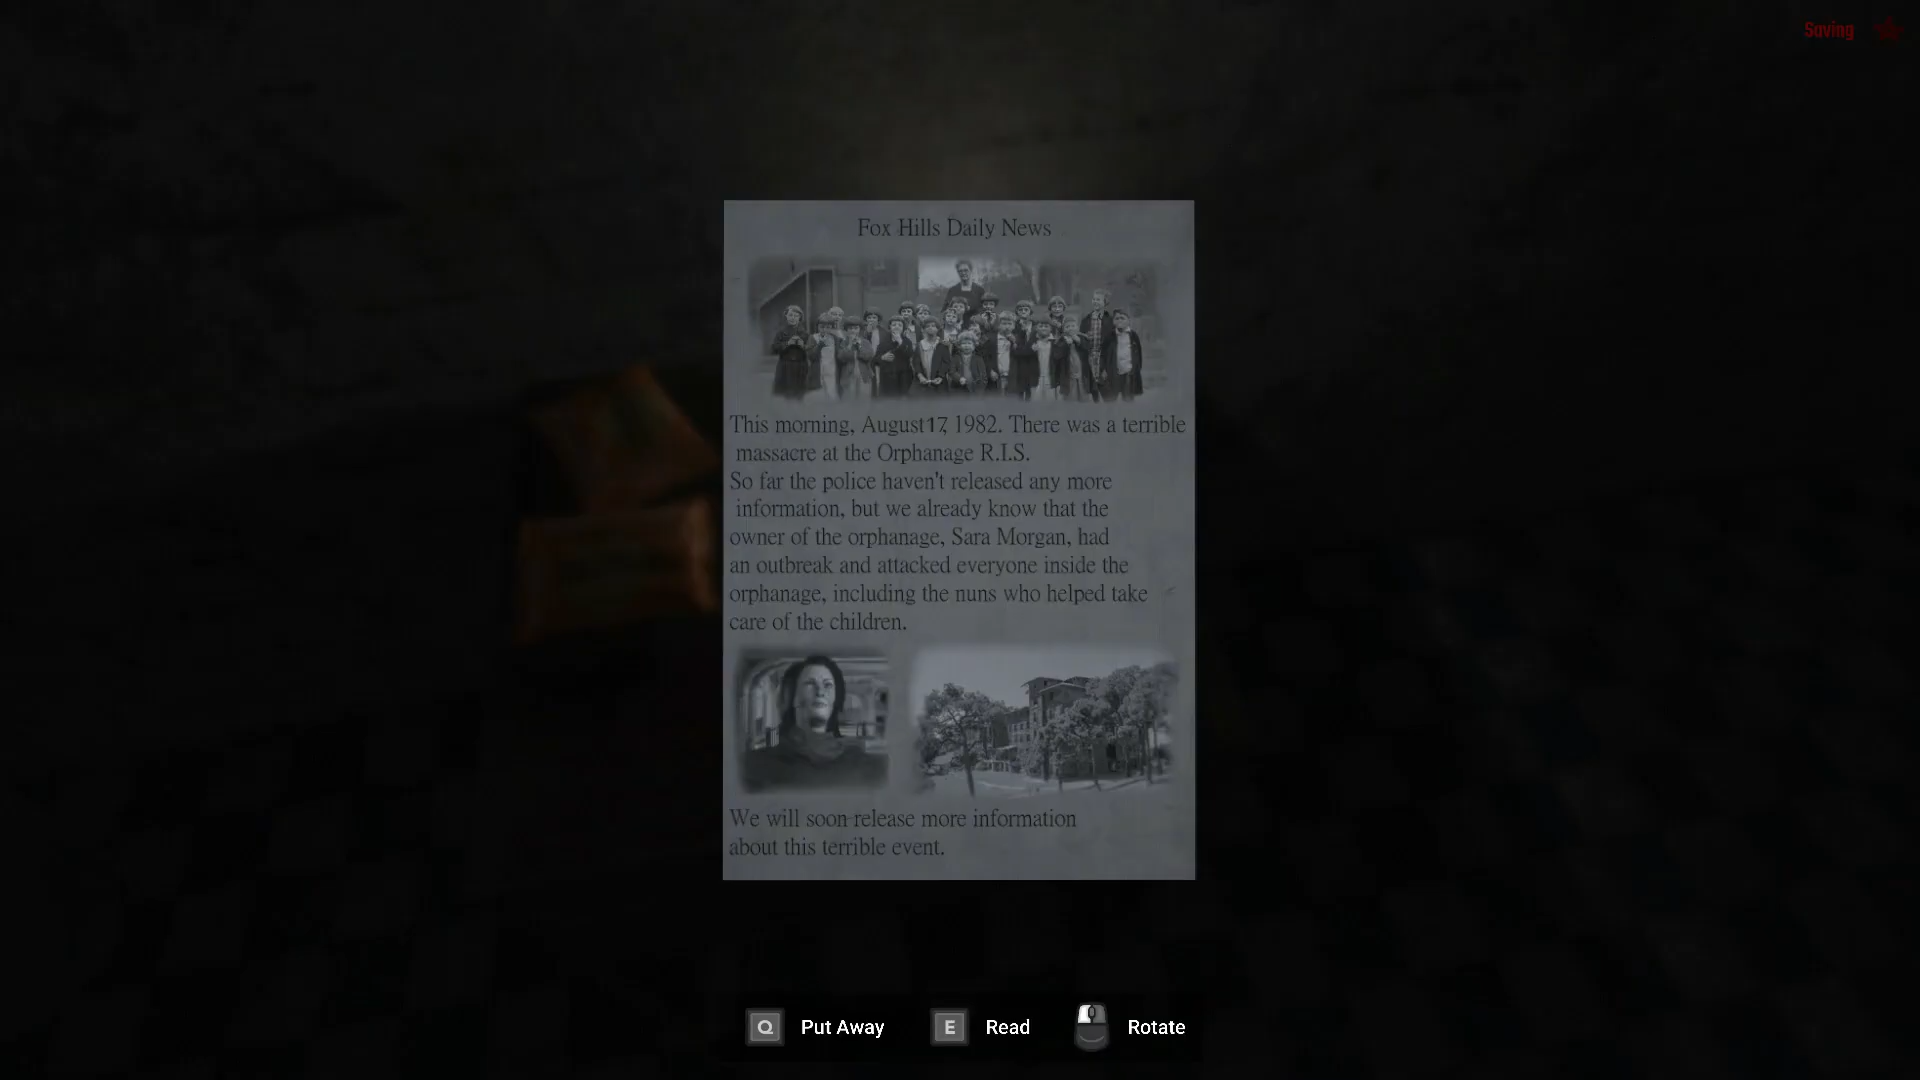 Saving
Fox Hills Daily News
This morning, August 17, 1982. There was a terrible
massacre at the Orphanage R.I.S.
So far the police haven't released any more
information, but we already know that the
owner of the orphanage, Sara Morgan, had
an outbreak and attacked everyone inside the
orphanage, including the nuns who helped take
care of the children.
We will soon release more information
about this terrible event.
Q Put Away E Read Rotate